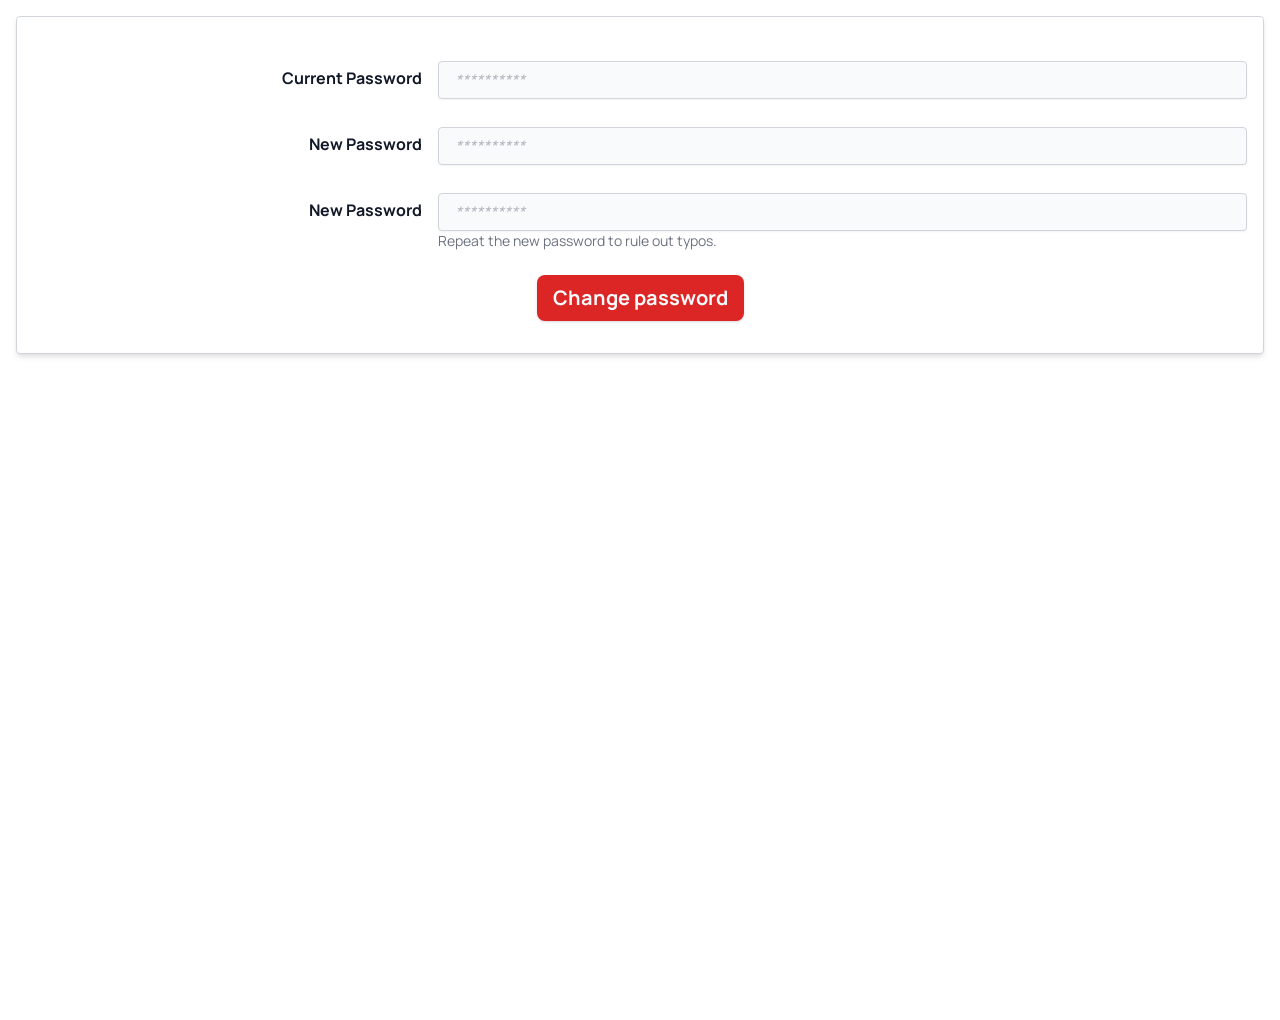 Current Password
**********
New Password
**********
New Password
**********
Repeat the new password to rule out typos.
Change password